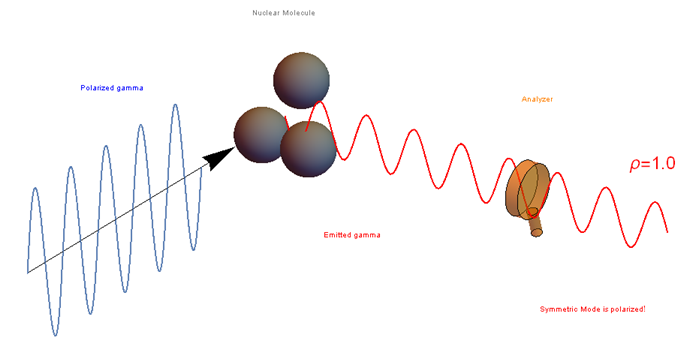 Nuclear Molecule
Polarized gamma
Analyzer
ρ=1.0
Emitted gamma
Symmetric Mode is polarized!